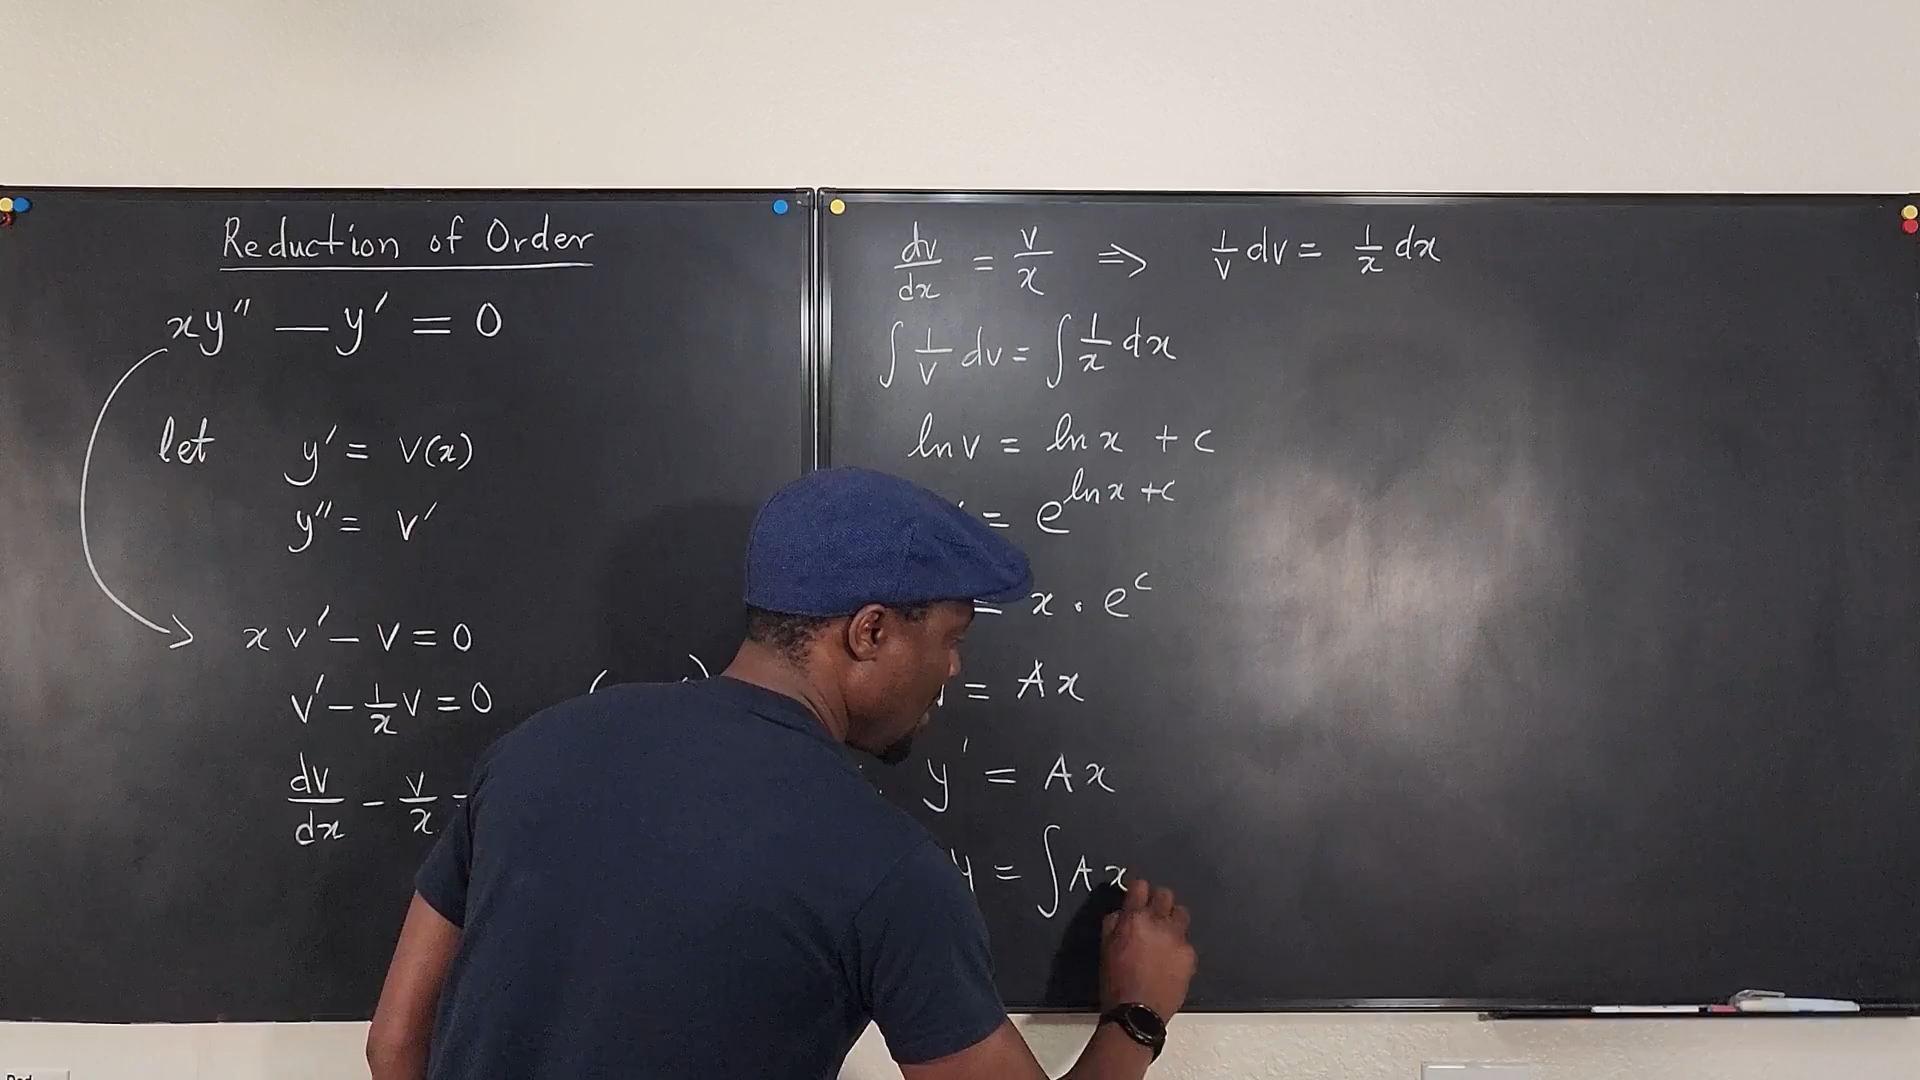 Reduction of Order
xy" — y' = 0
let y' = v(x)
y" = v'
x v' - v = 0
v' - 1/x v = 0
dv/dx - v/x
dv/dx = v/x ⇒ 1/v dv = 1/x dx
∫ 1/v dv = ∫ 1/x dx
ln v = ln x + c
= e^(ln x + c)
= x · e^c
= Ax
y' = Ax
y = ∫ Ax